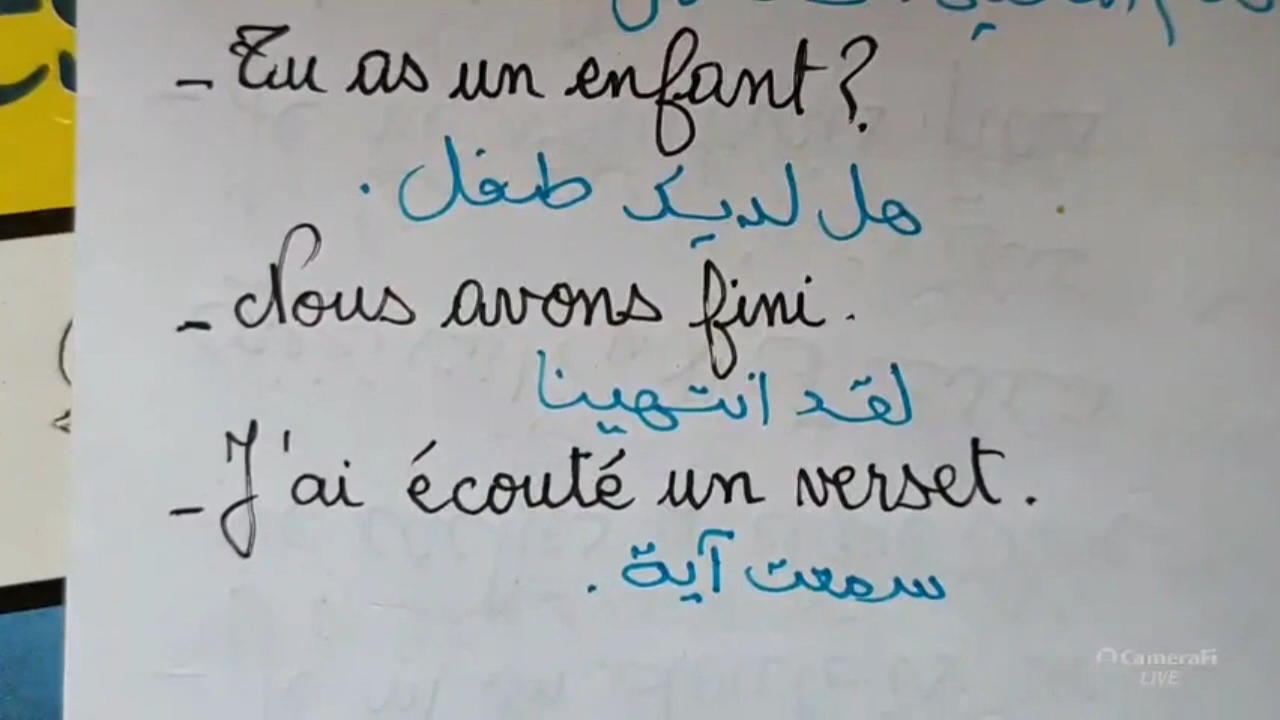 - Tu as un enfant?
هل لديك طفل .
- Nous avons fini.
لقد انتهينا
- J'ai écouté un verset.
سمعت آية .
CameraFi
LIVE